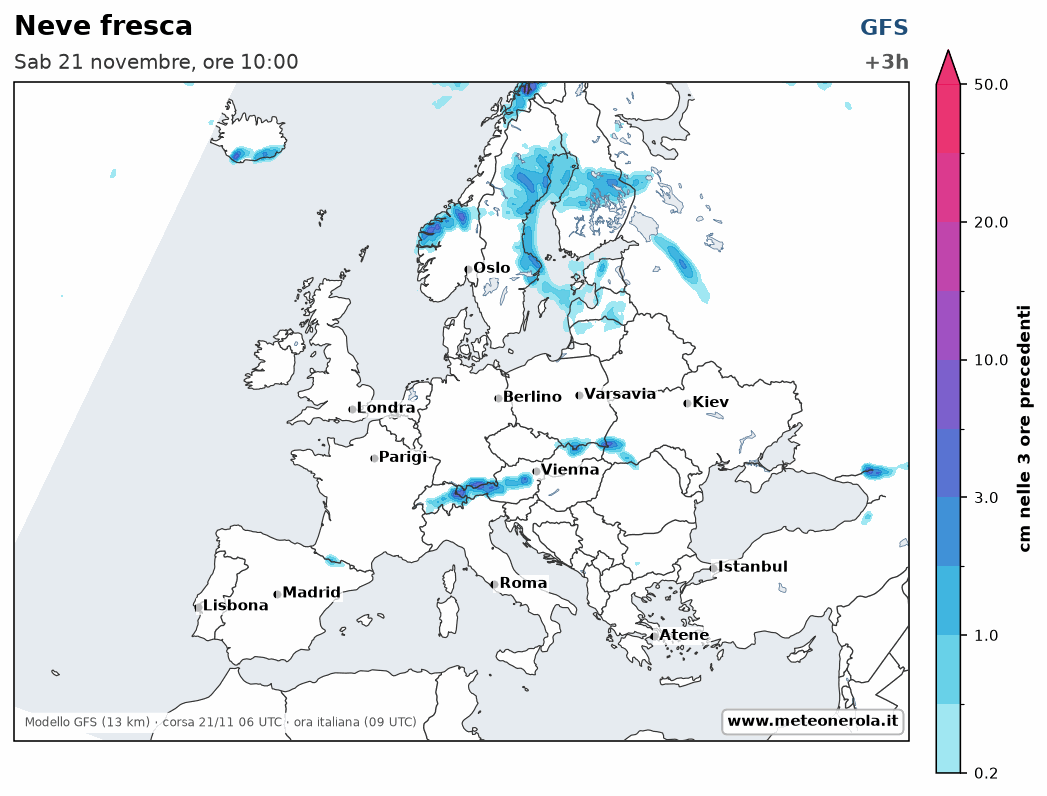 Neve fresca
GFS
Sab 21 novembre, ore 10:00
+3h
50.0
20.0
10.0
3.0
1.0
0.2
cm nelle 3 ore precedenti
Oslo
Berlino
Varsavia
Kiev
Londra
Parigi
Vienna
Istanbul
Roma
Madrid
Lisbona
Atene
Modello GFS (13 km) · corsa 21/11 06 UTC · ora italiana (09 UTC)
www.meteonerola.it